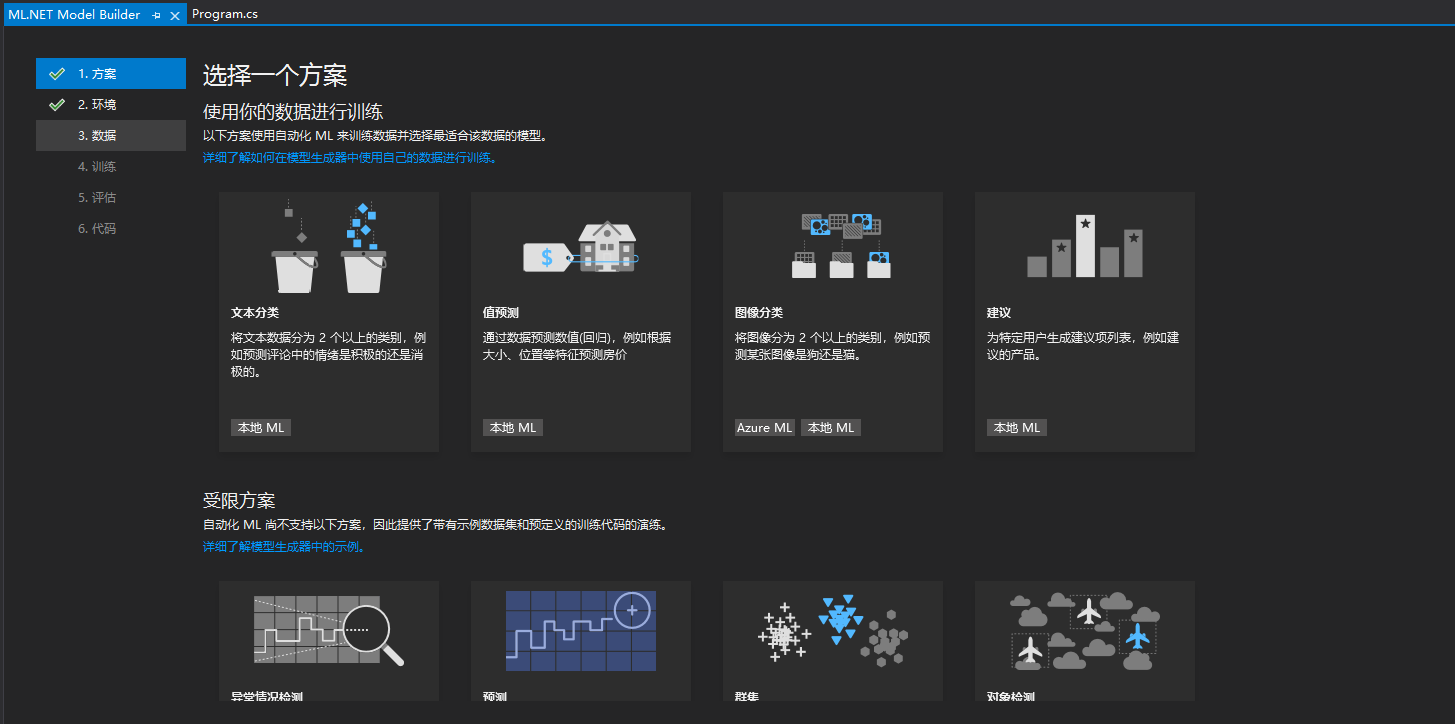 ML.NET Model Builder
Program.cs
1. 方案
2. 环境
3. 数据
4. 训练
5. 评估
6. 代码
选择一个方案
使用你的数据进行训练
以下方案使用自动化 ML 来训练数据并选择最适合该数据的模型。
详细了解如何在模型生成器中使用自己的数据进行训练。
文本分类
将文本数据分为 2 个以上的类别，例
如预测评论中的情绪是积极的还是消
极的。
本地 ML
$
值预测
通过数据预测数值(回归)，例如根据
大小、位置等特征预测房价
本地 ML
图像分类
将图像分为 2 个以上的类别，例如预
测某张图像是狗还是猫。
Azure ML 本地 ML
建议
为特定用户生成建议项列表，例如建
议的产品。
本地 ML
受限方案
自动化 ML 尚不支持以下方案，因此提供了带有示例数据集和预定义的训练代码的演练。
详细了解模型生成器中的示例。
异常情况检测
预测
群集
对象检测